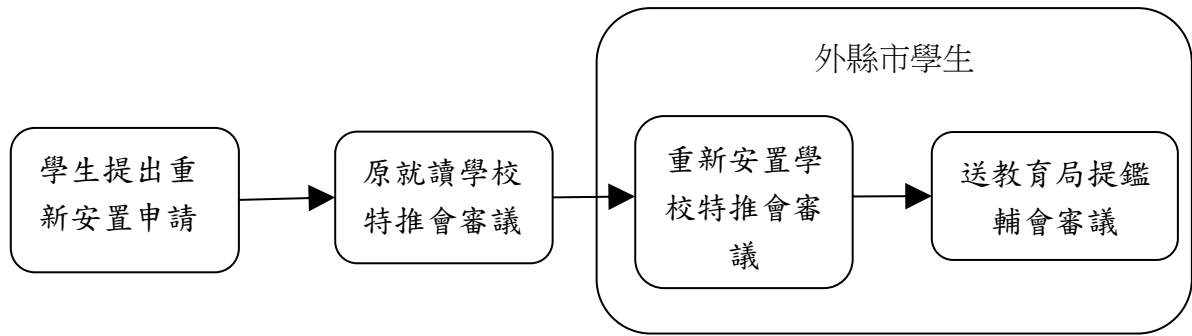 外縣市學生
學生提出重
新安置申請
原就讀學校
特推會審議
重新安置學
校特推會審
議
送教育局提鑑
輔會審議